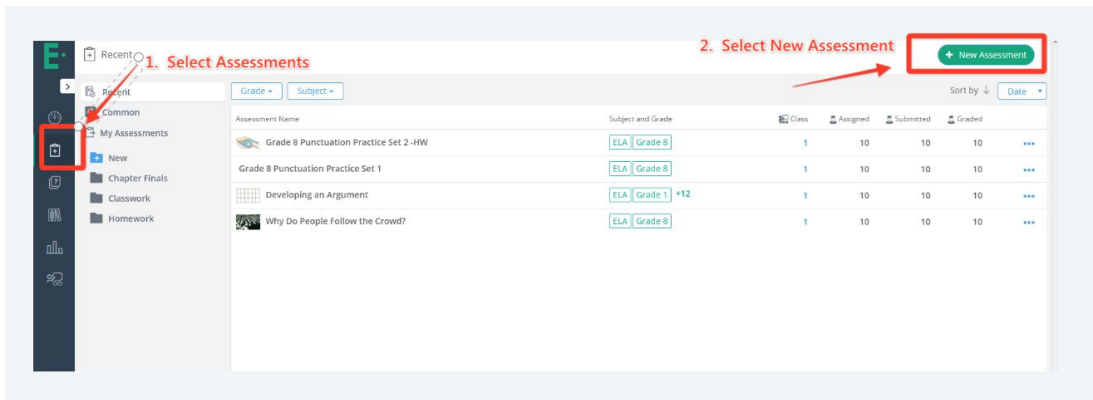 2. Select New Assessment
+ New Assessment
E
Recent
1. Select Assessments
Recent
Common
My Assessments
New
Chapter Finals
Classwork
Homework
Grade
Subject
Sort by ↓ Date
Assessment Name Subject and Grade Class Assigned Submitted Graded
Grade 8 Punctuation Practice Set 2 -HW ELA Grade 8 1 10 10 10 •••
Grade 8 Punctuation Practice Set 1 ELA Grade 8 1 10 10 10 •••
Developing an Argument ELA Grade 1 +12 1 10 10 10 •••
Why Do People Follow the Crowd? ELA Grade 8 1 10 10 10 •••